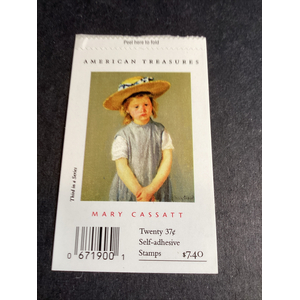 Peel here to fold
AMERICAN TREASURES
Third in a Series
MARY CASSATT
Twenty 37¢
Self-adhesive
Stamps $7.40
0 671900 1